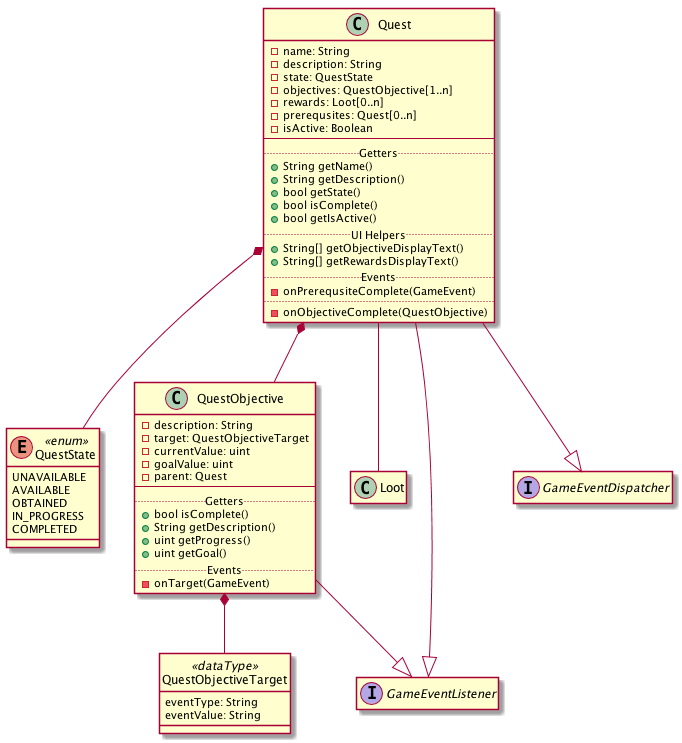 C Quest
name: String
description: String
state: QuestState
objectives: QuestObjective[1..n]
rewards: Loot[0..n]
prerequsites: Quest[0..n]
isActive: Boolean
Getters
String getName()
String getDescription()
bool getState()
bool isComplete()
bool getIsActive()
UI Helpers
String[] getObjectiveDisplayText()
String[] getRewardsDisplayText()
Events
onPrerequsiteComplete(GameEvent)
onObjectiveComplete(QuestObjective)
E «enum»
QuestState
UNAVAILABLE
AVAILABLE
OBTAINED
IN_PROGRESS
COMPLETED
C QuestObjective
description: String
target: QuestObjectiveTarget
currentValue: uint
goalValue: uint
parent: Quest
Getters
bool isComplete()
String getDescription()
uint getProgress()
uint getGoal()
Events
onTarget(GameEvent)
C Loot
I GameEventDispatcher
«dataType»
QuestObjectiveTarget
eventType: String
eventValue: String
I GameEventListener